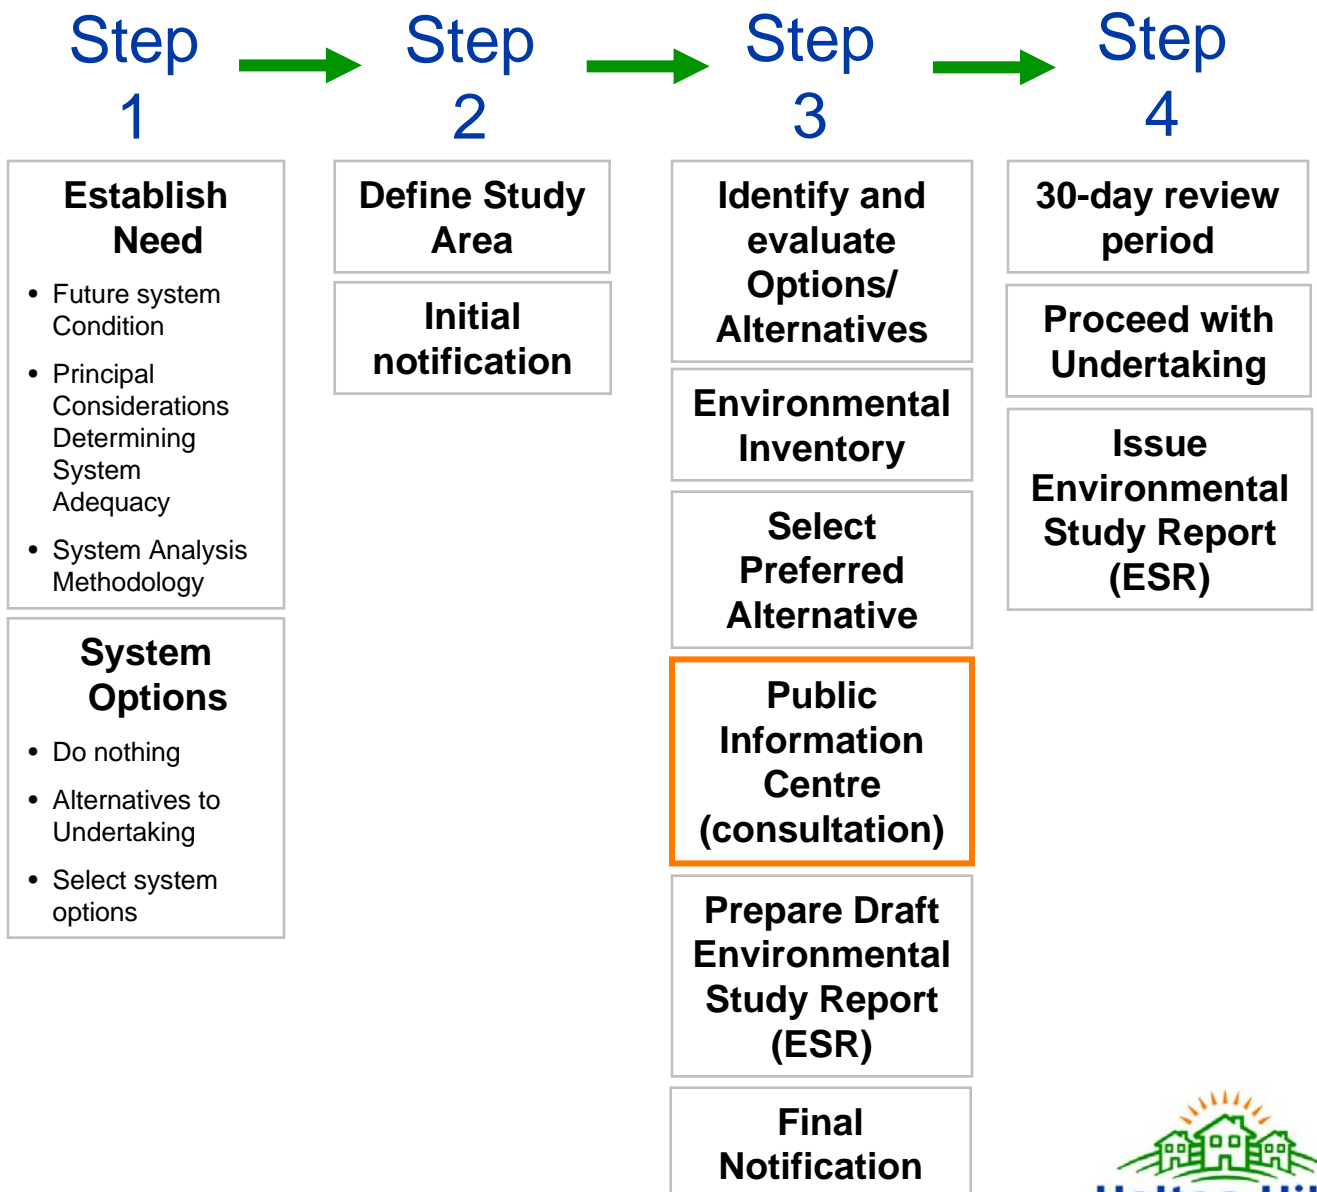 Step
1
Step
2
Step
3
Step
4
Establish
Need
• Future system
Condition
• Principal
Considerations
Determining
System
Adequacy
• System Analysis
Methodology
System
Options
• Do nothing
• Alternatives to
Undertaking
• Select system
options
Define Study
Area
Initial
notification
Identify and
evaluate
Options/
Alternatives
Environmental
Inventory
Select
Preferred
Alternative
Public
Information
Centre
(consultation)
Prepare Draft
Environmental
Study Report
(ESR)
Final
Notification
30-day review
period
Proceed with
Undertaking
Issue
Environmental
Study Report
(ESR)